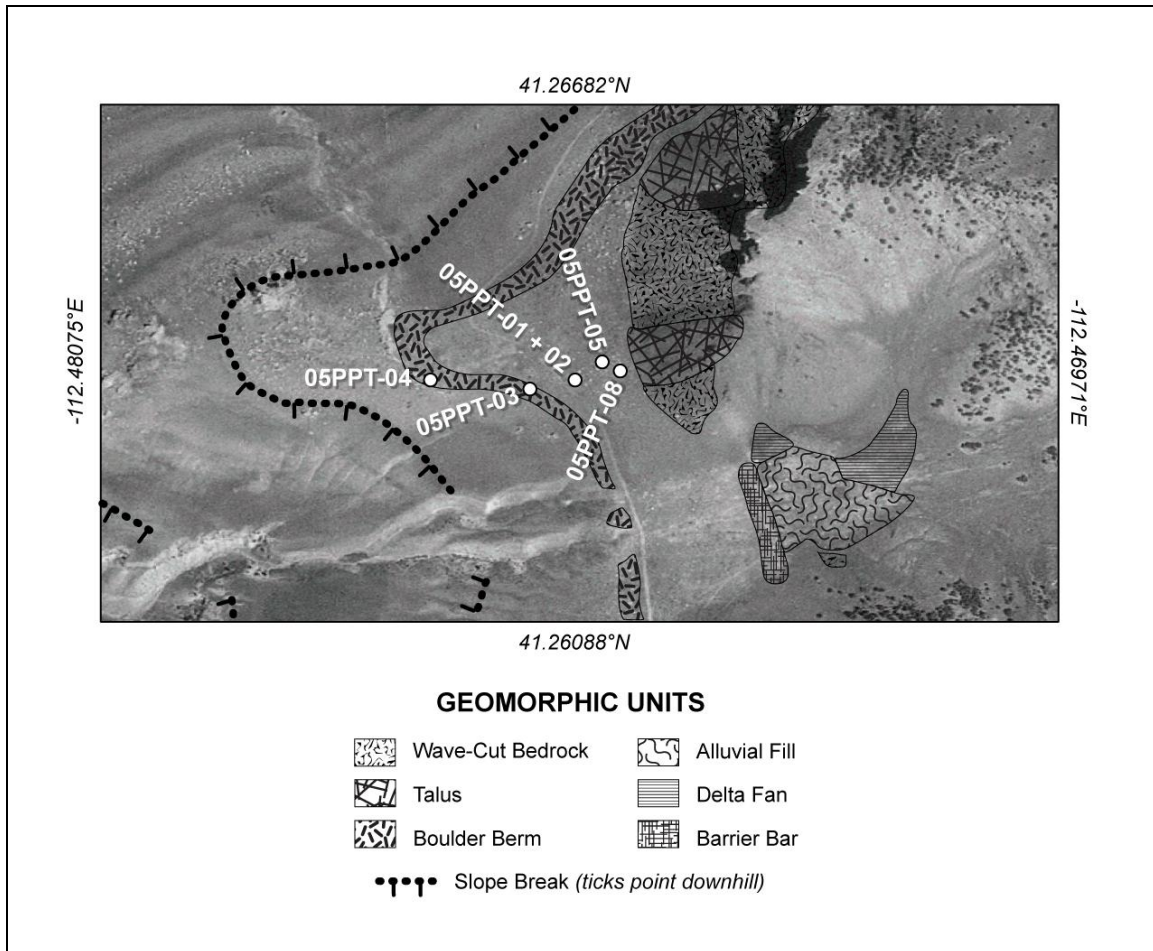 41.26682°N
-112.48075°E
-112.46971°E
05PPT-01 + 02
05PPT-05
05PPT-04
05PPT-03
05PPT-08
41.26088°N
GEOMORPHIC UNITS
Wave-Cut Bedrock
Alluvial Fill
Talus
Delta Fan
Boulder Berm
Barrier Bar
Slope Break (ticks point downhill)